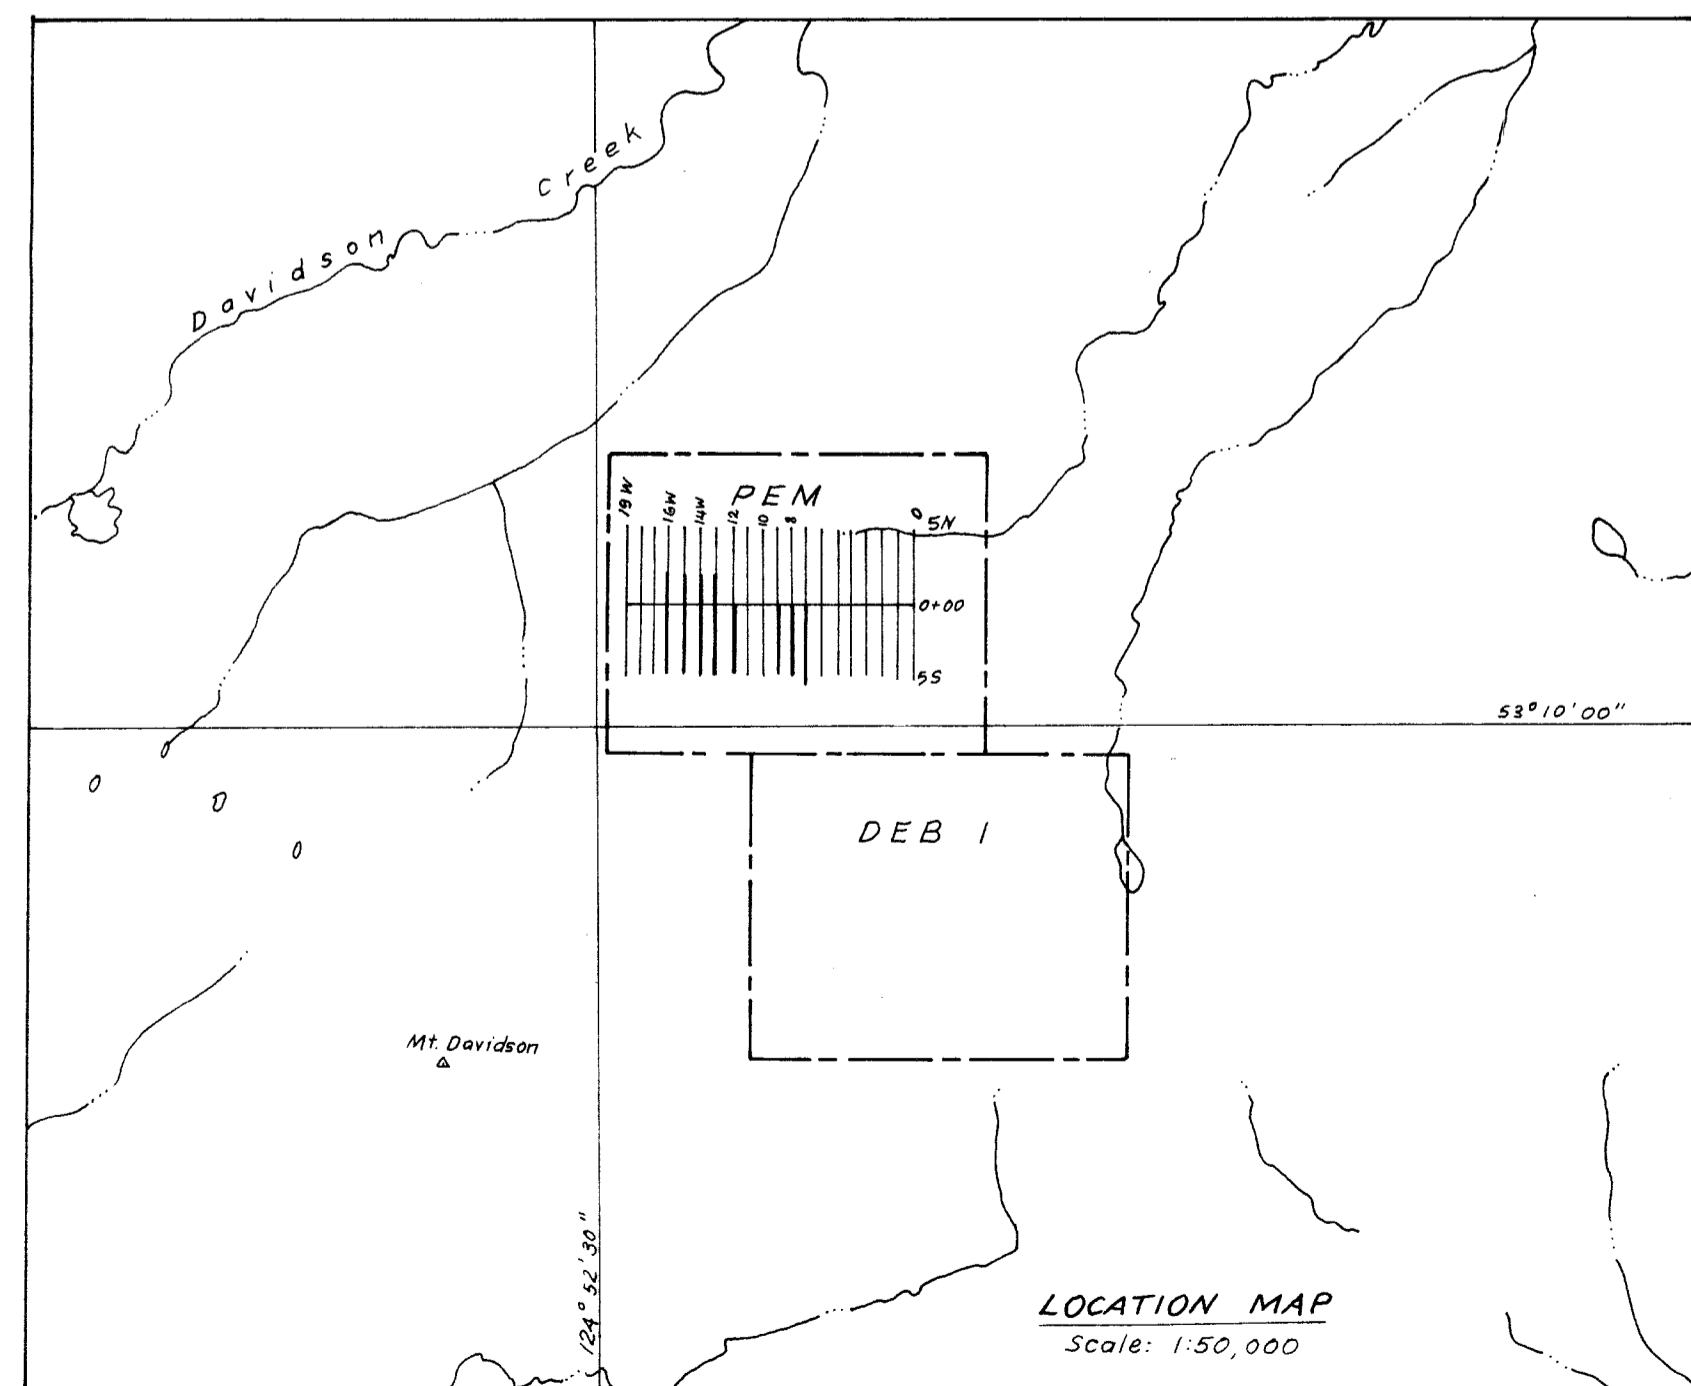 Davidson Creek
PEM
19W 16W 14W 12 10 8 0
5N
0+00
5S
53°10'00"
DEB 1
Mt. Davidson
124°52'30"
LOCATION MAP
Scale: 1:50,000